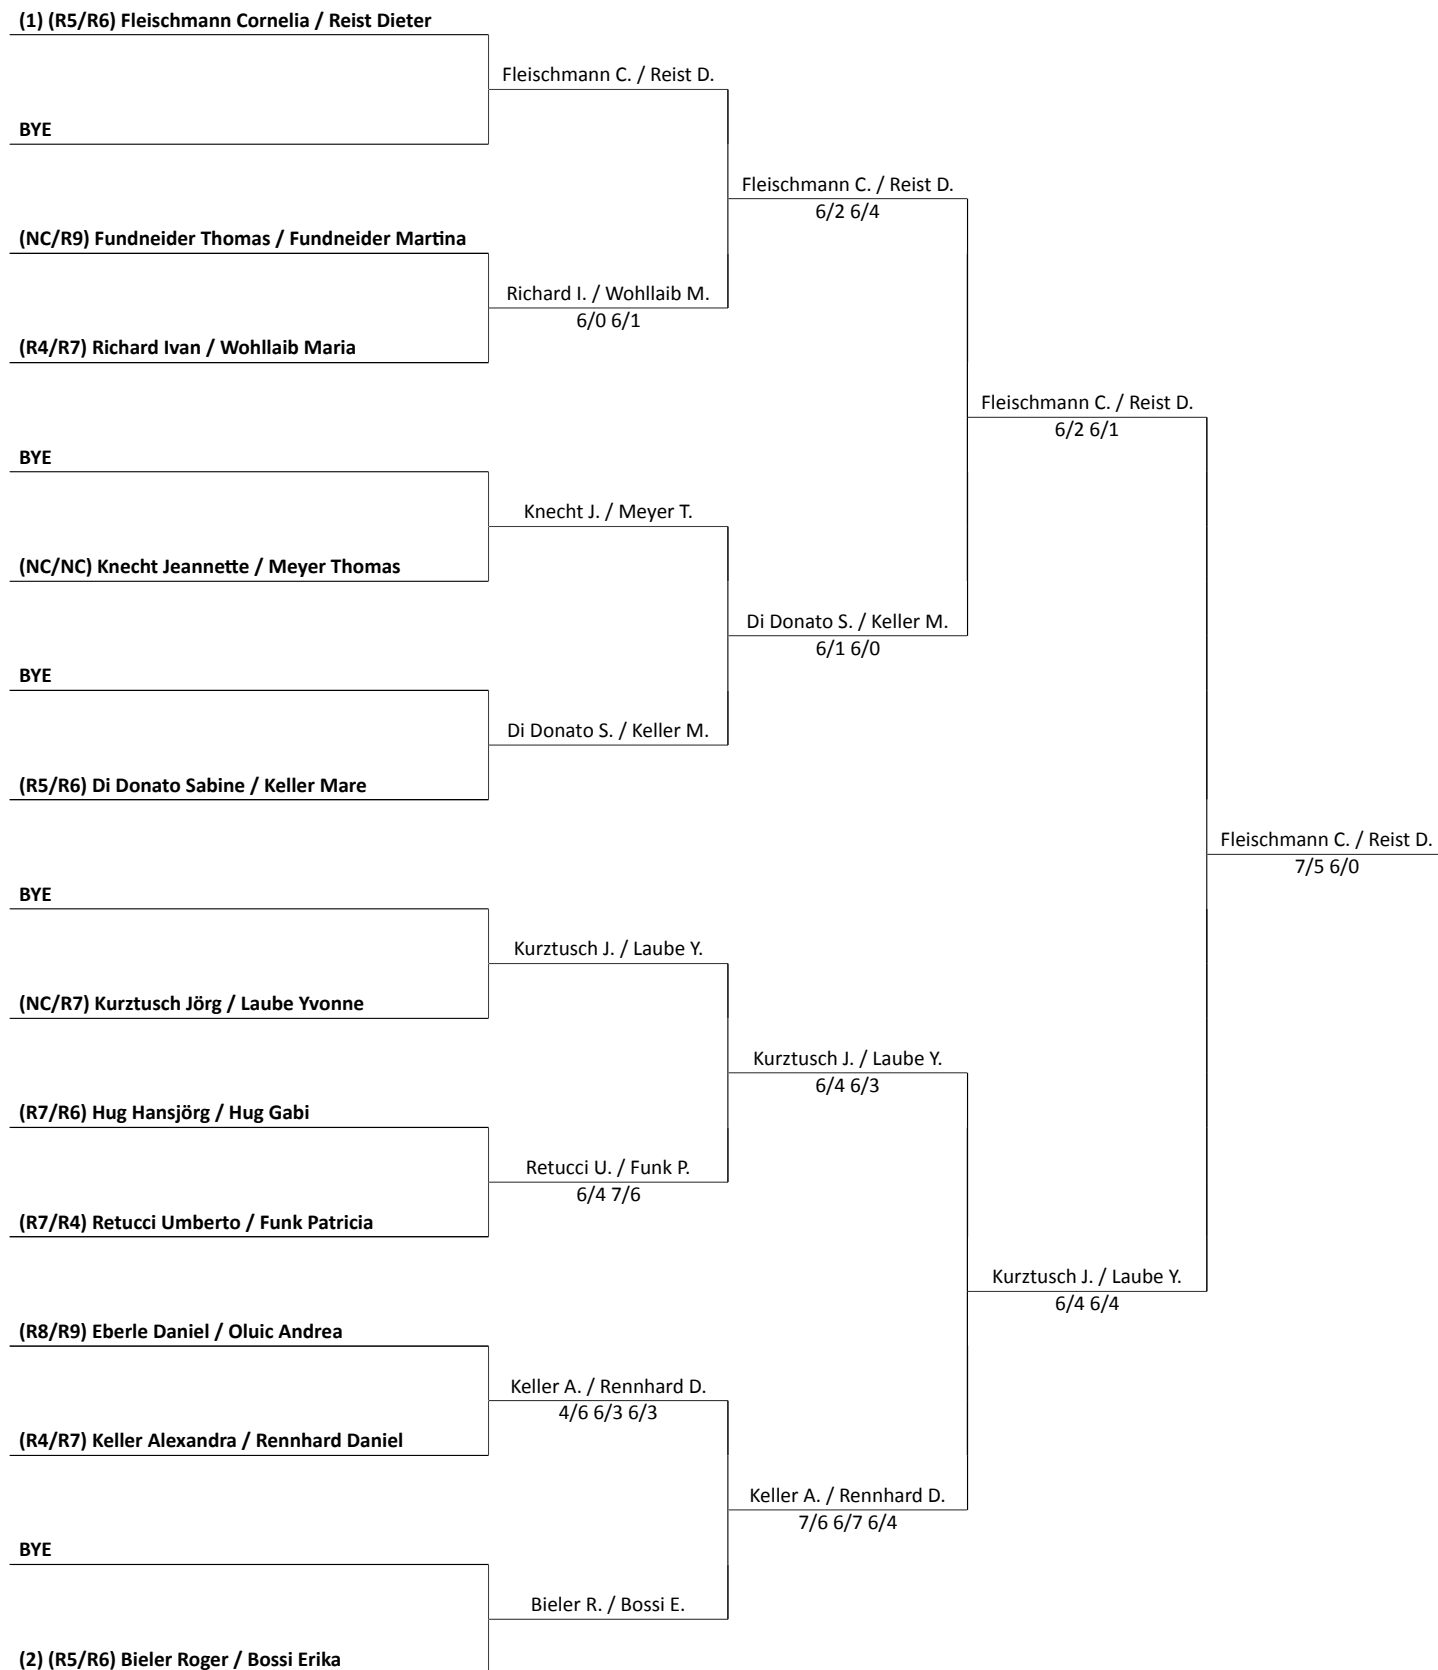 (1) (R5/R6) Fleischmann Cornelia / Reist Dieter
Fleischmann C. / Reist D.
BYE
Fleischmann C. / Reist D.
6/2 6/4
(NC/R9) Fundneider Thomas / Fundneider Martina
Richard I. / Wohllaib M.
6/0 6/1
(R4/R7) Richard Ivan / Wohllaib Maria
Fleischmann C. / Reist D.
6/2 6/1
BYE
Knecht J. / Meyer T.
(NC/NC) Knecht Jeannette / Meyer Thomas
Di Donato S. / Keller M.
6/1 6/0
BYE
Di Donato S. / Keller M.
(R5/R6) Di Donato Sabine / Keller Mare
Fleischmann C. / Reist D.
7/5 6/0
BYE
Kurztusch J. / Laube Y.
(NC/R7) Kurztusch Jörg / Laube Yvonne
Kurztusch J. / Laube Y.
6/4 6/3
(R7/R6) Hug Hansjörg / Hug Gabi
Retucci U. / Funk P.
6/4 7/6
(R7/R4) Retucci Umberto / Funk Patricia
Kurztusch J. / Laube Y.
6/4 6/4
(R8/R9) Eberle Daniel / Oluic Andrea
Keller A. / Rennhard D.
4/6 6/3 6/3
(R4/R7) Keller Alexandra / Rennhard Daniel
Keller A. / Rennhard D.
7/6 6/7 6/4
BYE
Bieler R. / Bossi E.
(2) (R5/R6) Bieler Roger / Bossi Erika